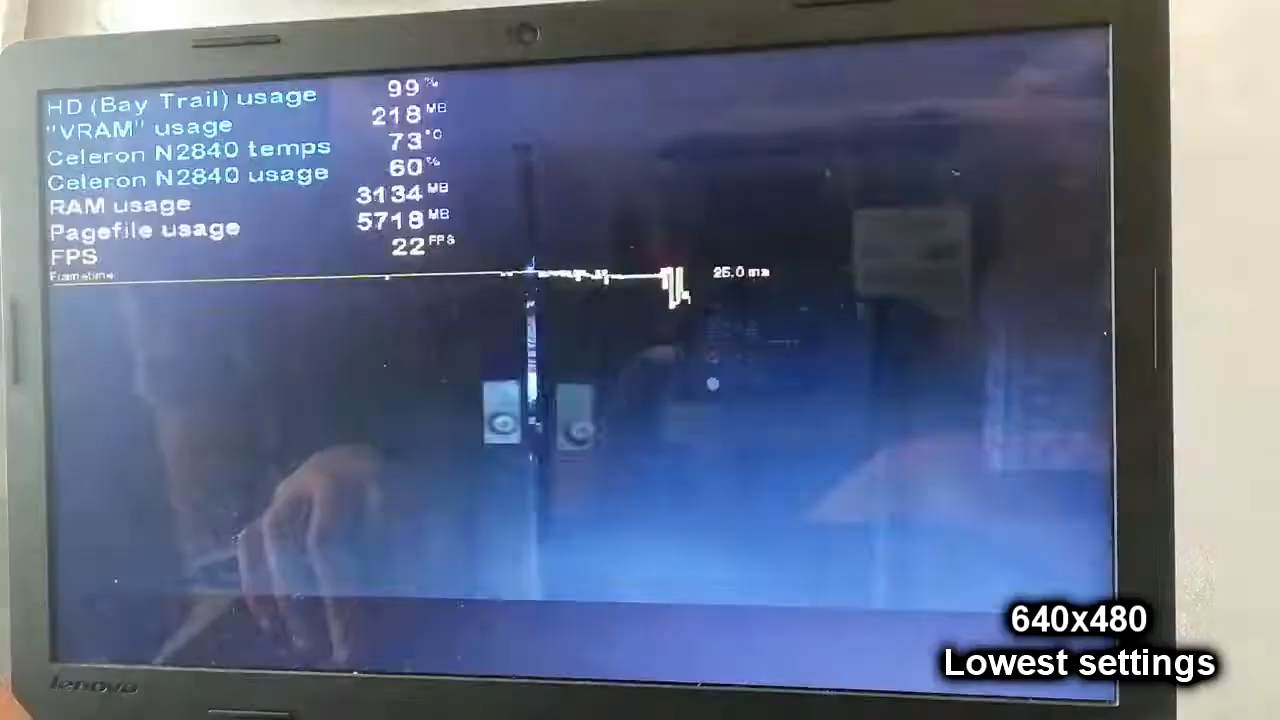 HD (Bay Trail) usage 99 %
"VRAM" usage 218 MB
Celeron N2840 temps 73 °C
Celeron N2840 usage 60 %
RAM usage 3134 MB
Pagefile usage 5718 MB
FPS 22 FPS
Frametime 25.0 ms
640x480
Lowest settings
lenovo